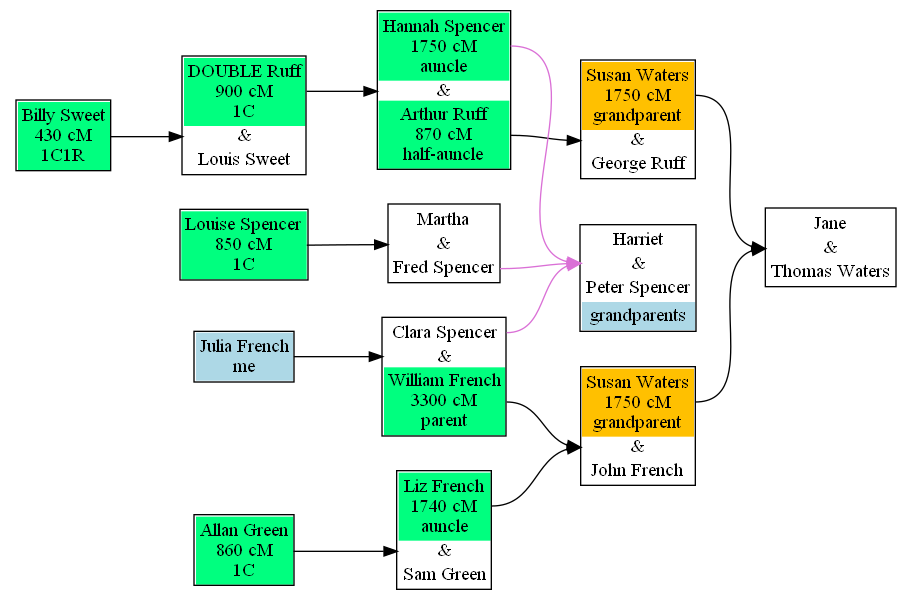 Billy Sweet
430 cM
1C1R
DOUBLE Ruff
900 cM
1C
&
Louis Sweet
Hannah Spencer
1750 cM
auncle
&
Arthur Ruff
870 cM
half-auncle
Susan Waters
1750 cM
grandparent
&
George Ruff
Louise Spencer
850 cM
1C
Martha
&
Fred Spencer
Harriet
&
Peter Spencer
grandparents
Jane
&
Thomas Waters
Julia French
me
Clara Spencer
&
William French
3300 cM
parent
Susan Waters
1750 cM
grandparent
&
John French
Allan Green
860 cM
1C
Liz French
1740 cM
auncle
&
Sam Green